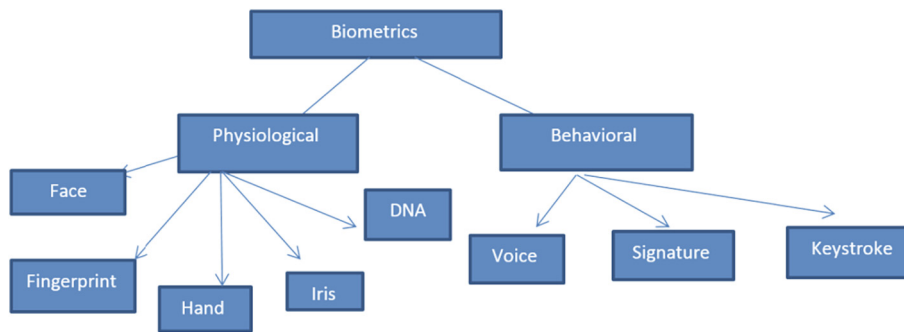 Biometrics
Physiological
Behavioral
Face
DNA
Fingerprint
Hand
Iris
Voice
Signature
Keystroke